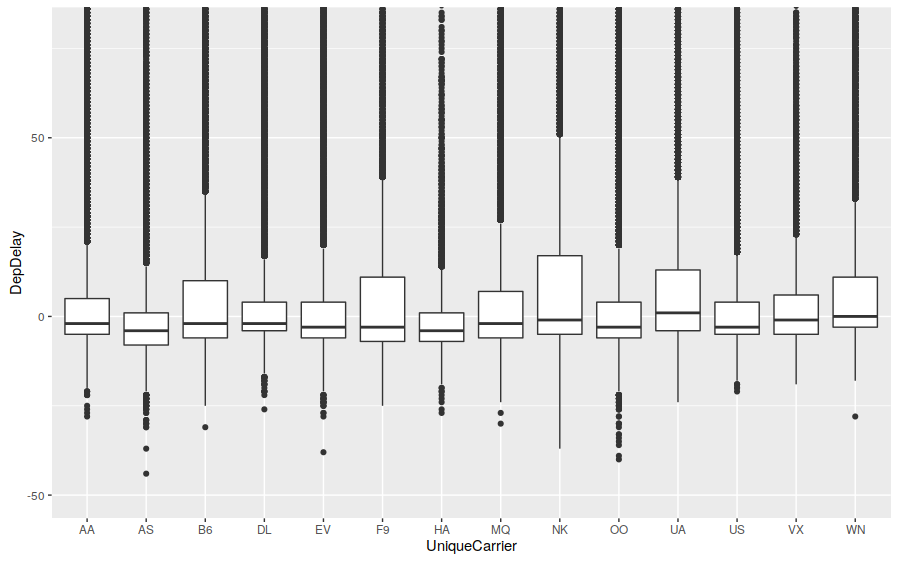 DepDelay
50
0
-50
AA AS B6 DL EV F9 HA MQ NK OO UA US VX WN
UniqueCarrier